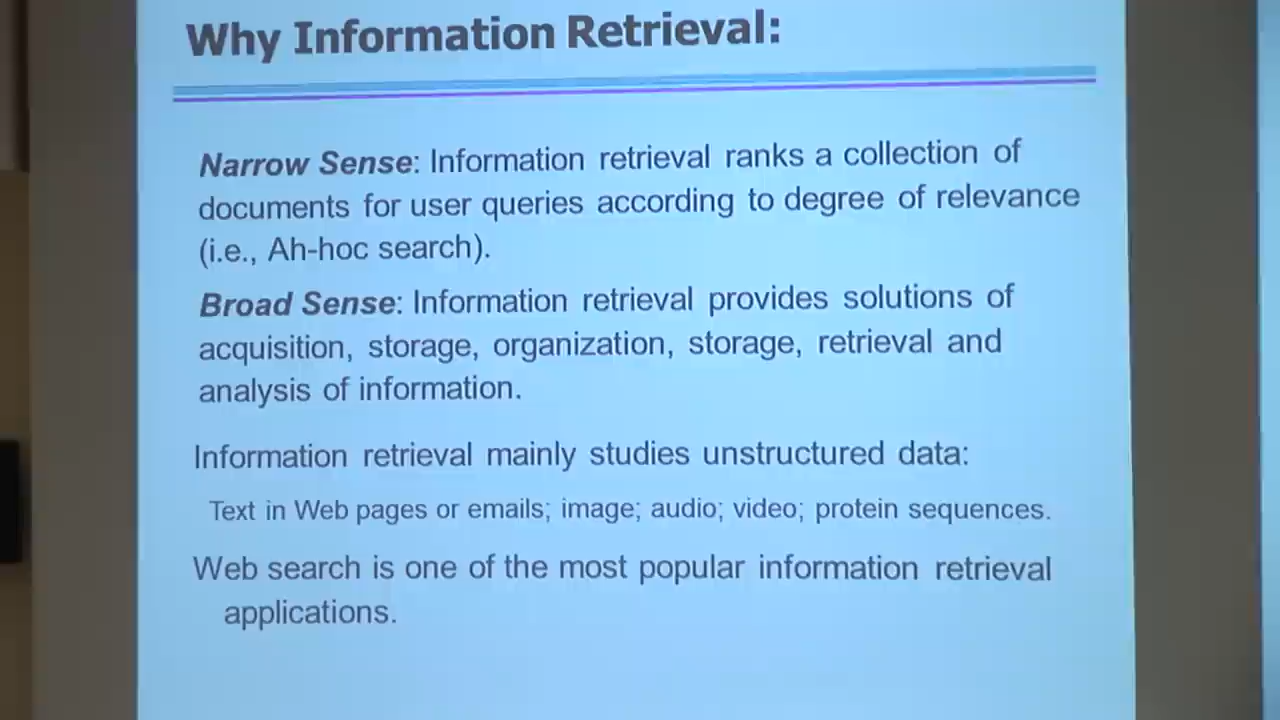 Why Information Retrieval:
Narrow Sense: Information retrieval ranks a collection of
documents for user queries according to degree of relevance
(i.e., Ah-hoc search).
Broad Sense: Information retrieval provides solutions of
acquisition, storage, organization, storage, retrieval and
analysis of information.
Information retrieval mainly studies unstructured data:
Text in Web pages or emails; image; audio; video; protein sequences.
Web search is one of the most popular information retrieval
applications.